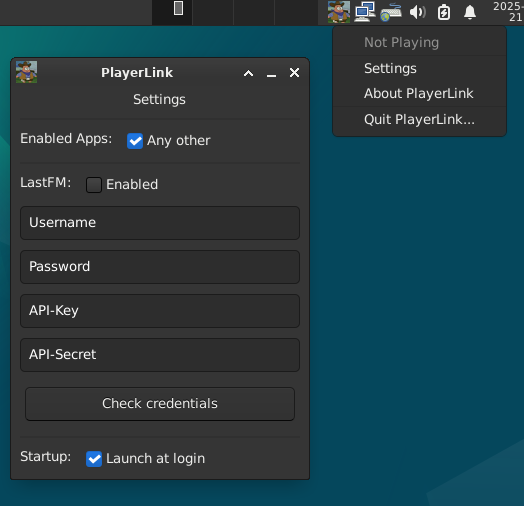 2025-
21
Not Playing
Settings
About PlayerLink
Quit PlayerLink...
PlayerLink
Settings
Enabled Apps: Any other
LastFM: Enabled
Username
Password
API-Key
API-Secret
Check credentials
Startup: Launch at login